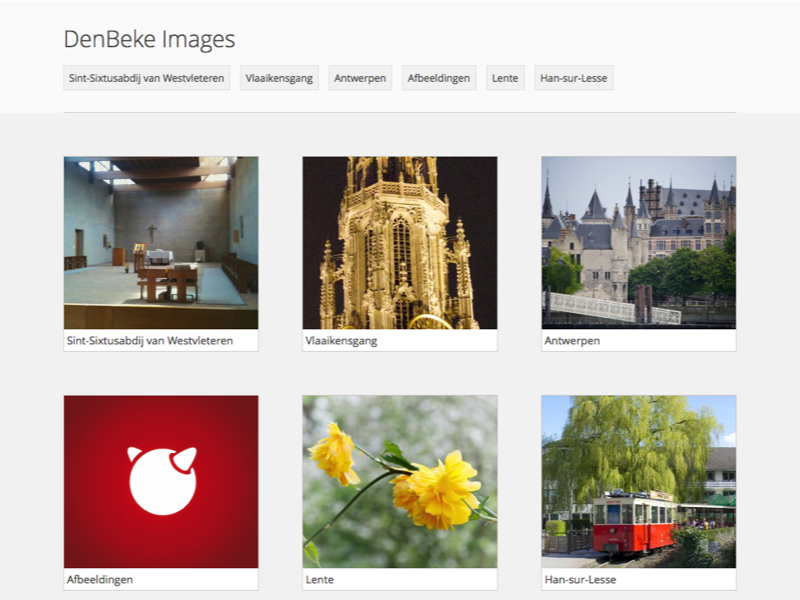 DenBeke Images
Sint-Sixtusabdij van Westvleteren Vlaaikensgang Antwerpen Afbeeldingen Lente Han-sur-Lesse
Sint-Sixtusabdij van Westvleteren Vlaaikensgang Antwerpen
Afbeeldingen Lente Han-sur-Lesse